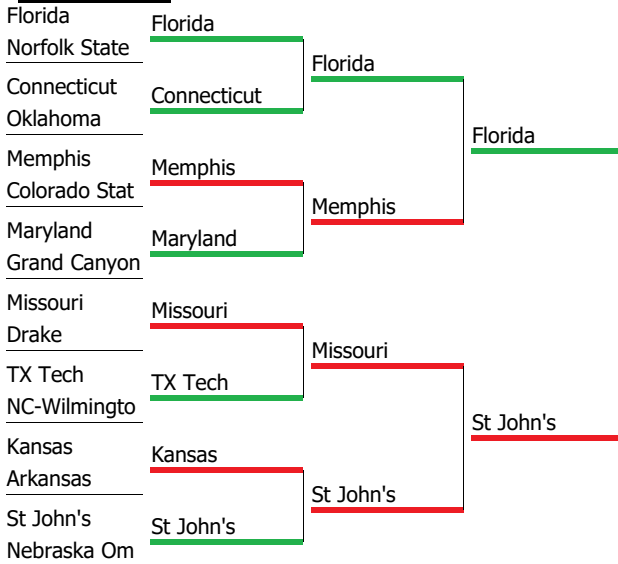 Florida
Norfolk State
Connecticut
Oklahoma
Memphis
Colorado Stat
Maryland
Grand Canyon
Missouri
Drake
TX Tech
NC-Wilmingto
Kansas
Arkansas
St John's
Nebraska Om
Florida
Connecticut
Memphis
Maryland
Missouri
TX Tech
Kansas
St John's
Florida
Memphis
Missouri
St John's
Florida
St John's